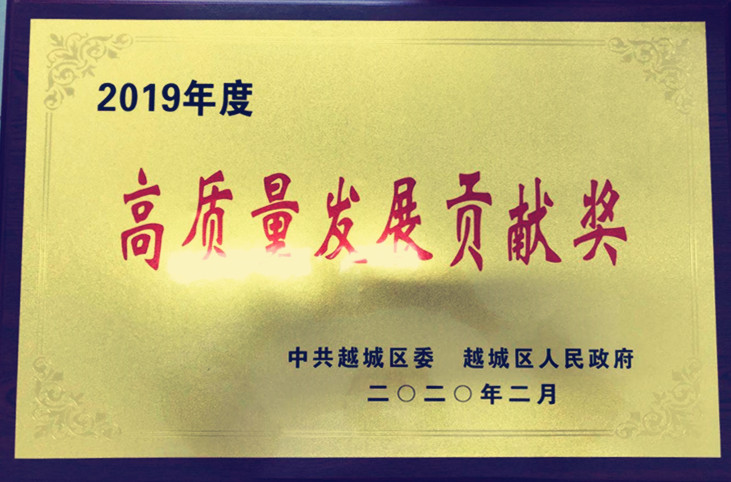 2019年度
高质量发展贡献奖
中共越城区委 越城区人民政府
二〇二〇年二月